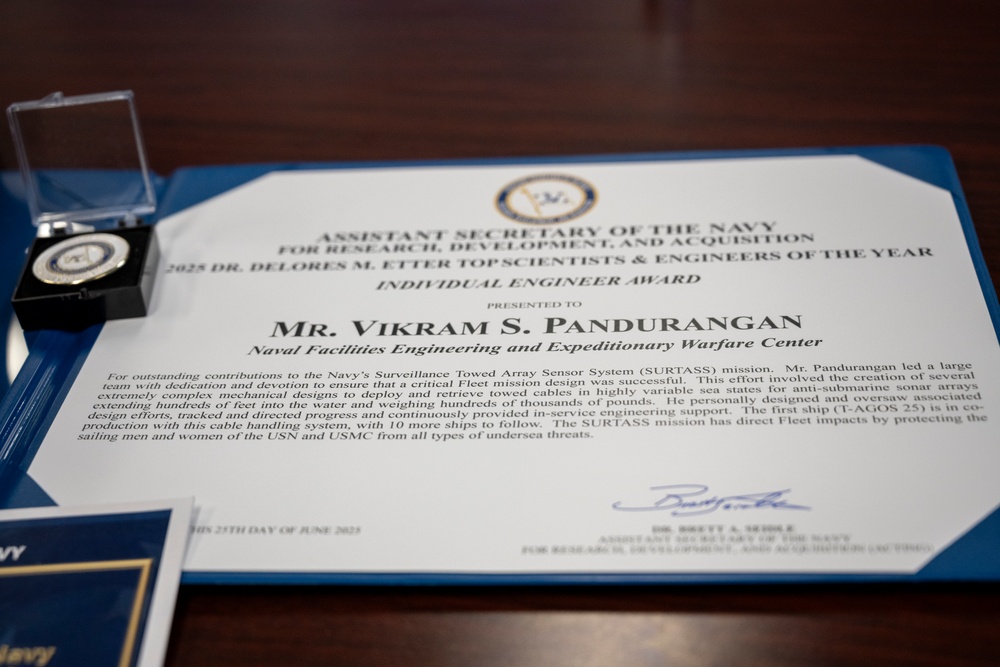 ASSISTANT SECRETARY OF THE NAVY
FOR RESEARCH, DEVELOPMENT, AND ACQUISITION
2025 DR. DELORES M. ETTER TOP SCIENTISTS & ENGINEERS OF THE YEAR
INDIVIDUAL ENGINEER AWARD
PRESENTED TO
MR. VIKRAM S. PANDURANGAN
Naval Facilities Engineering and Expeditionary Warfare Center
For outstanding contributions to the Navy's Surveillance Towed Array Sensor System (SURTASS) mission. Mr. Pandurangan led a large
team with dedication and devotion to ensure that a critical Fleet mission design was successful. This effort involved the creation of several
extremely complex mechanical designs to deploy and retrieve towed cables in highly variable sea states for anti-submarine sonar arrays
extending hundreds of feet into the water and weighing hundreds of thousands of pounds. He personally designed and oversaw associated
design efforts, tracked and directed progress and continuously provided in-service engineering support. The first ship (T-AGOS 25) is in co-
production with this cable handling system, with 10 more ships to follow. The SURTASS mission has direct Fleet impacts by protecting the
sailing men and women of the USN and USMC from all types of undersea threats.
HIS 25TH DAY OF JUNE 2025
DR. BRETT A. SEIDLE
ASSISTANT SECRETARY OF THE NAVY
FOR RESEARCH, DEVELOPMENT, AND ACQUISITION (ACTING)
VY
avy